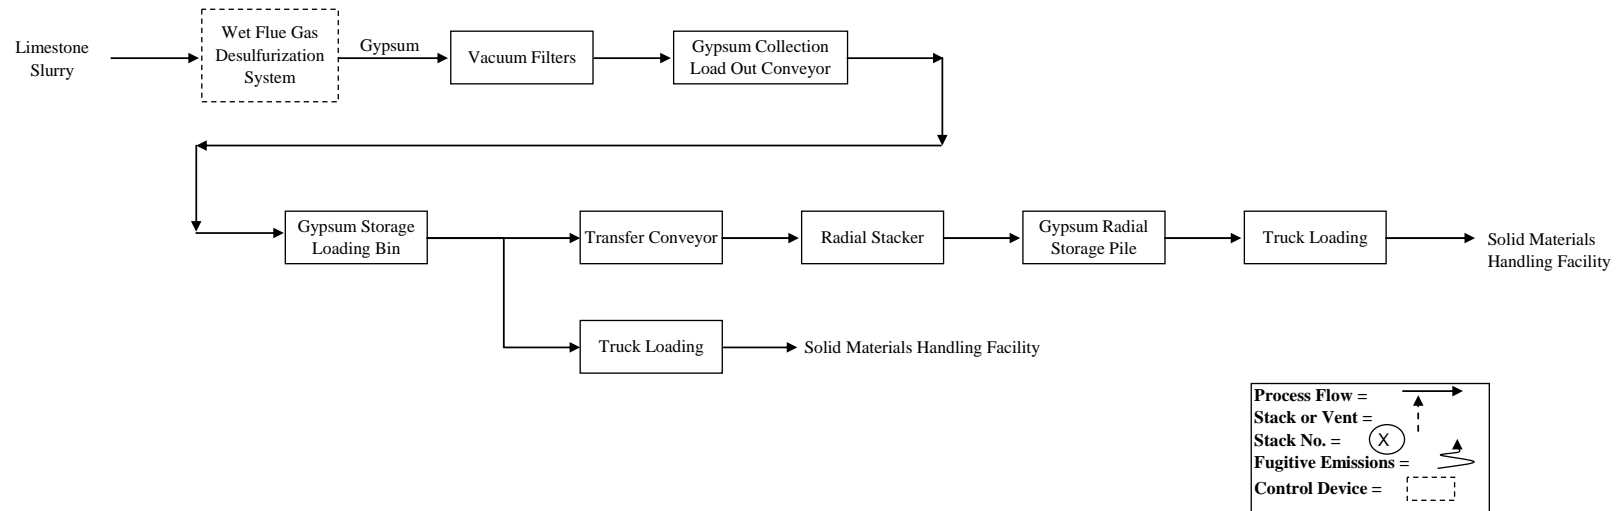 Limestone
Slurry
Wet Flue Gas
Desulfurization
System
Gypsum
Vacuum Filters
Gypsum Collection
Load Out Conveyor
Gypsum Storage
Loading Bin
Transfer Conveyor
Radial Stacker
Gypsum Radial
Storage Pile
Truck Loading
Solid Materials
Handling Facility
Truck Loading
Solid Materials Handling Facility
Process Flow =
Stack or Vent =
Stack No. = X
Fugitive Emissions =
Control Device =